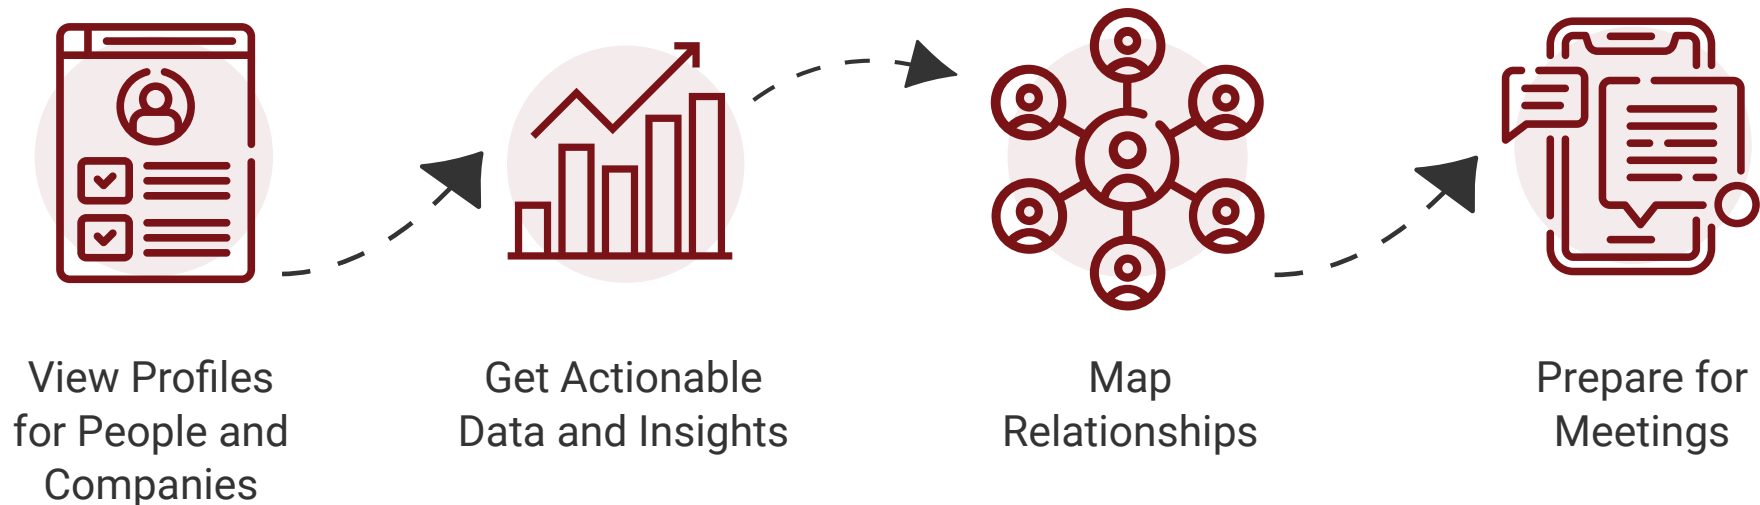 View Profiles
for People and
Companies
Get Actionable
Data and Insights
Map
Relationships
Prepare for
Meetings